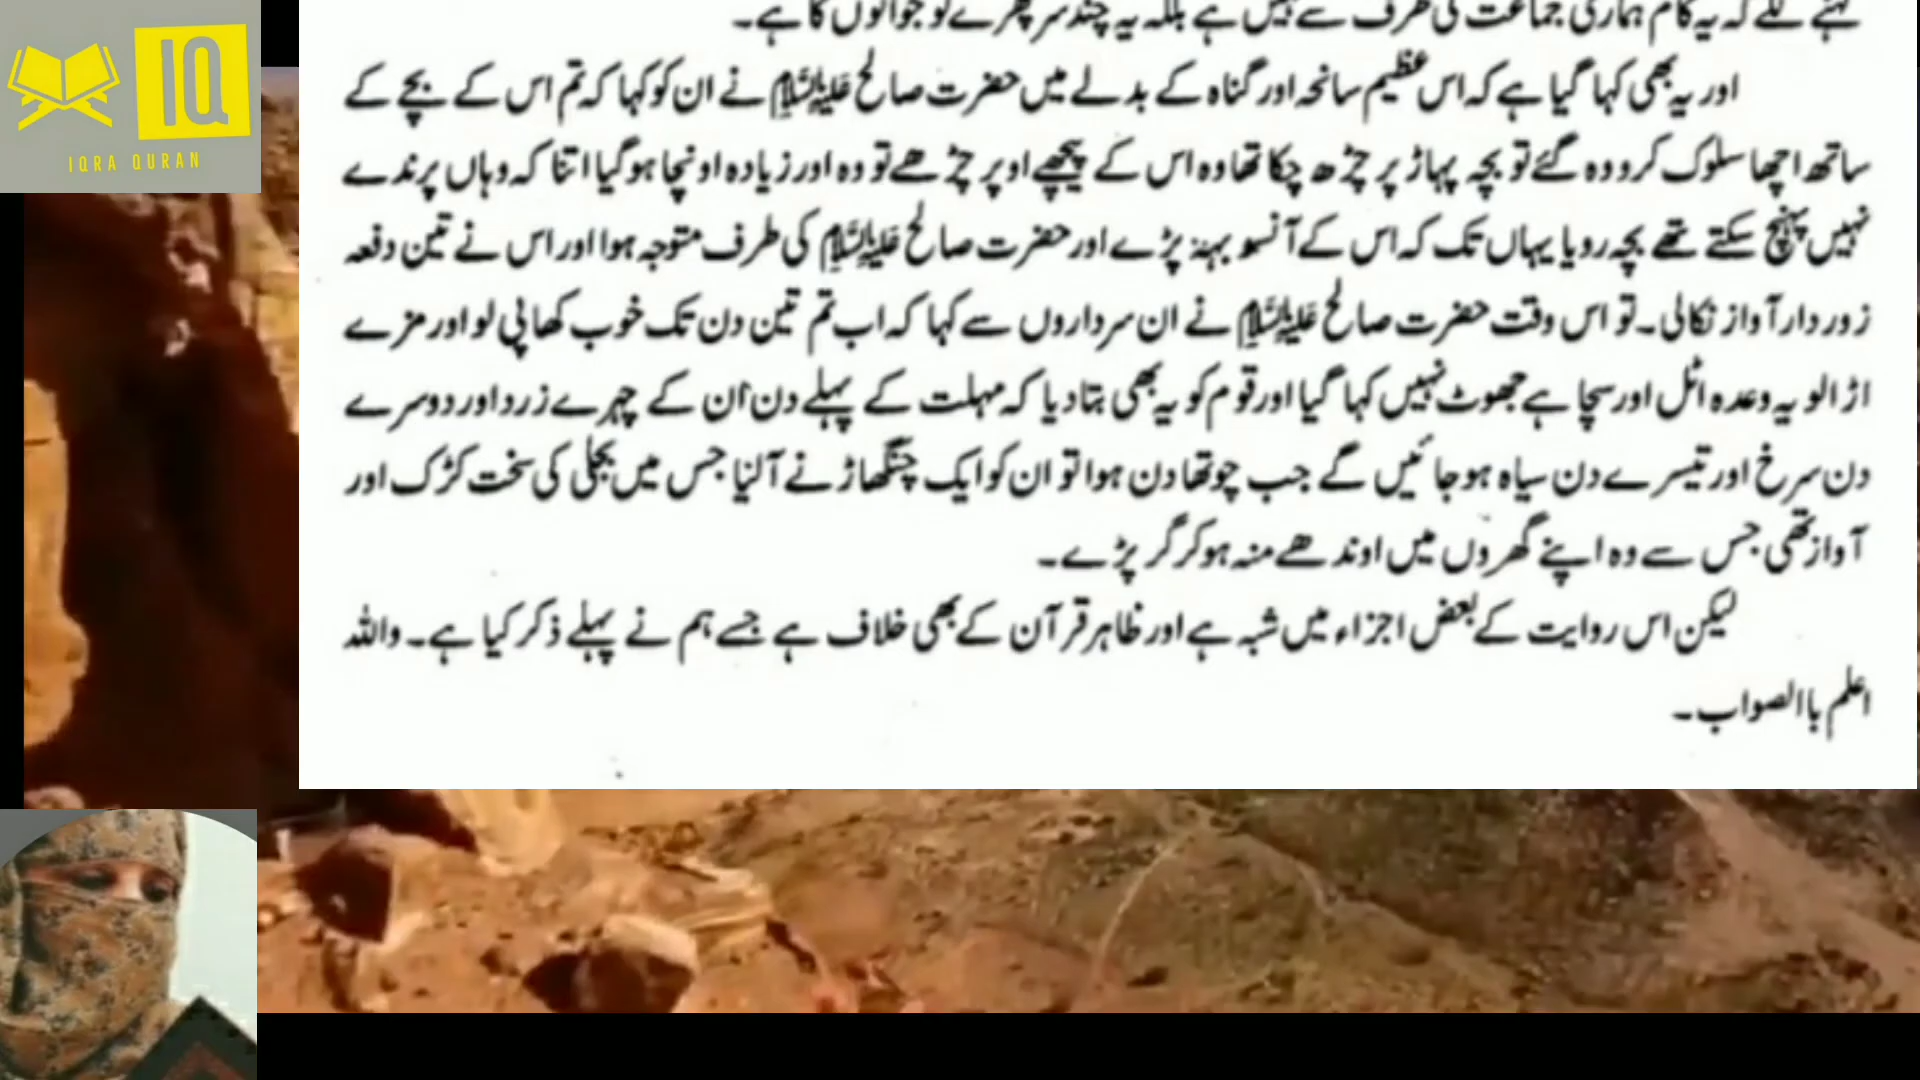 IQ
IQRA QURAN
کہنے لگے کہ یہ کام ہماری جماعت کی طرف سے نہیں ہے بلکہ یہ چند سر پھرے نوجوانوں کا ہے۔
اور یہ بھی کہا گیا ہے کہ اس عظیم سانحہ اور گناہ کے بدلے میں حضرت صالح علیہ السلام نے ان کو کہا کہ تم اس کے بچے کے
ساتھ اچھا سلوک کرو وہ گئے تو بچہ پہاڑ پر چڑھ چکا تھا وہ اس کے پیچھے اوپر چڑھے تو وہ اور زیادہ اونچا ہو گیا اتنا کہ وہاں پرندے
نہیں پہنچ سکتے تھے بچہ رویا یہاں تک کہ اس کے آنسو بہہ پڑے اور حضرت صالح علیہ السلام کی طرف متوجہ ہوا اور اس نے تین دفعہ
زوردار آواز نکالی۔ تو اس وقت حضرت صالح علیہ السلام نے ان سرداروں سے کہا کہ اب تم تین دن تک خوب کھا پی لو اور مزے
اڑا لو یہ وعدہ اٹل اور سچا ہے جھوٹ نہیں کہا گیا اور قوم کو یہ بھی بتا دیا کہ مہلت کے پہلے دن اُن کے چہرے زرد اور دوسرے
دن سرخ اور تیسرے دن سیاہ ہو جائیں گے جب چوتھا دن ہوا تو ان کو ایک چنگھاڑ نے آلیا جس میں بجلی کی سخت کڑک اور
آواز تھی جس سے وہ اپنے گھروں میں اوندھے منہ ہو کر گر پڑے۔
لیکن اس روایت کے بعض اجزاء میں شبہ ہے اور ظاہر قرآن کے بھی خلاف ہے جسے ہم نے پہلے ذکر کیا ہے۔ واللہ
اعلم باالصواب۔